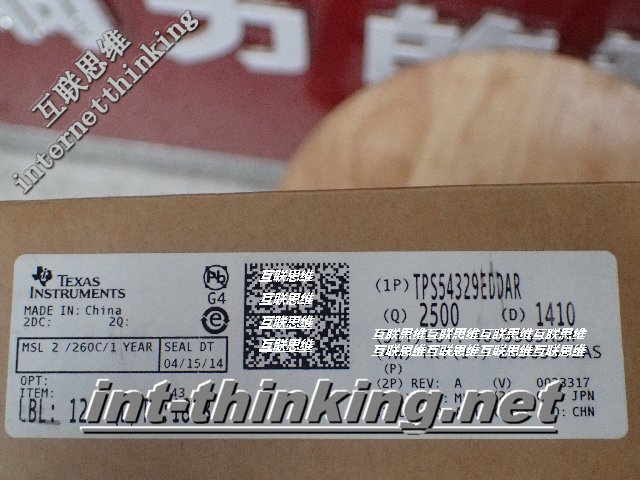 互联思维
internetthinking
TEXAS INSTRUMENTS
MADE IN: China
2DC: 2Q:
MSL 2 /260C/1 YEAR
SEAL DT
04/15/14
OPT:
ITEM:
LBL:
Pb
G4
e
互联思维
互联思维
互联思维
互联思维
(1P) TPS54329EDDAR
(Q) 2500 (D) 1410
互联思维互联思维互联思维互联思维
互联思维互联思维互联思维互联思维
(P)
(2P) REV: A (V) 0033317
JPN
CHN
int-thinking.net